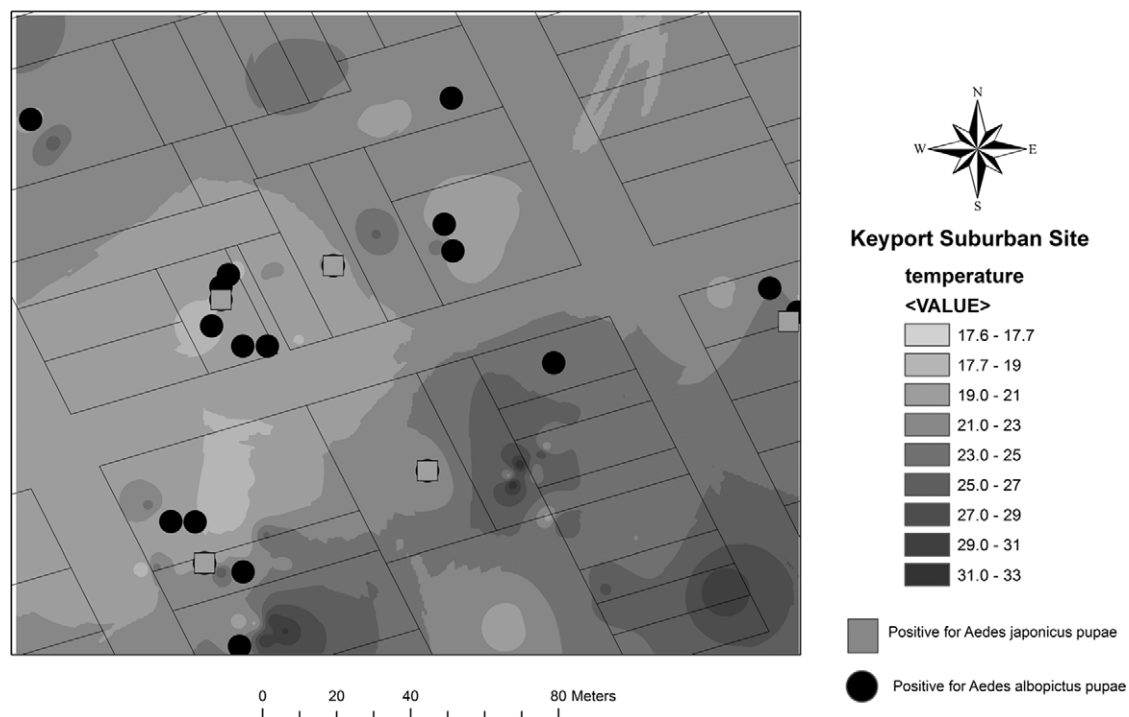 N
W E
S
Keyport Suburban Site
temperature
<VALUE>
17.6 - 17.7
17.7 - 19
19.0 - 21
21.0 - 23
23.0 - 25
25.0 - 27
27.0 - 29
29.0 - 31
31.0 - 33
Positive for Aedes japonicus pupae
Positive for Aedes albopictus pupae
0 20 40 80 Meters